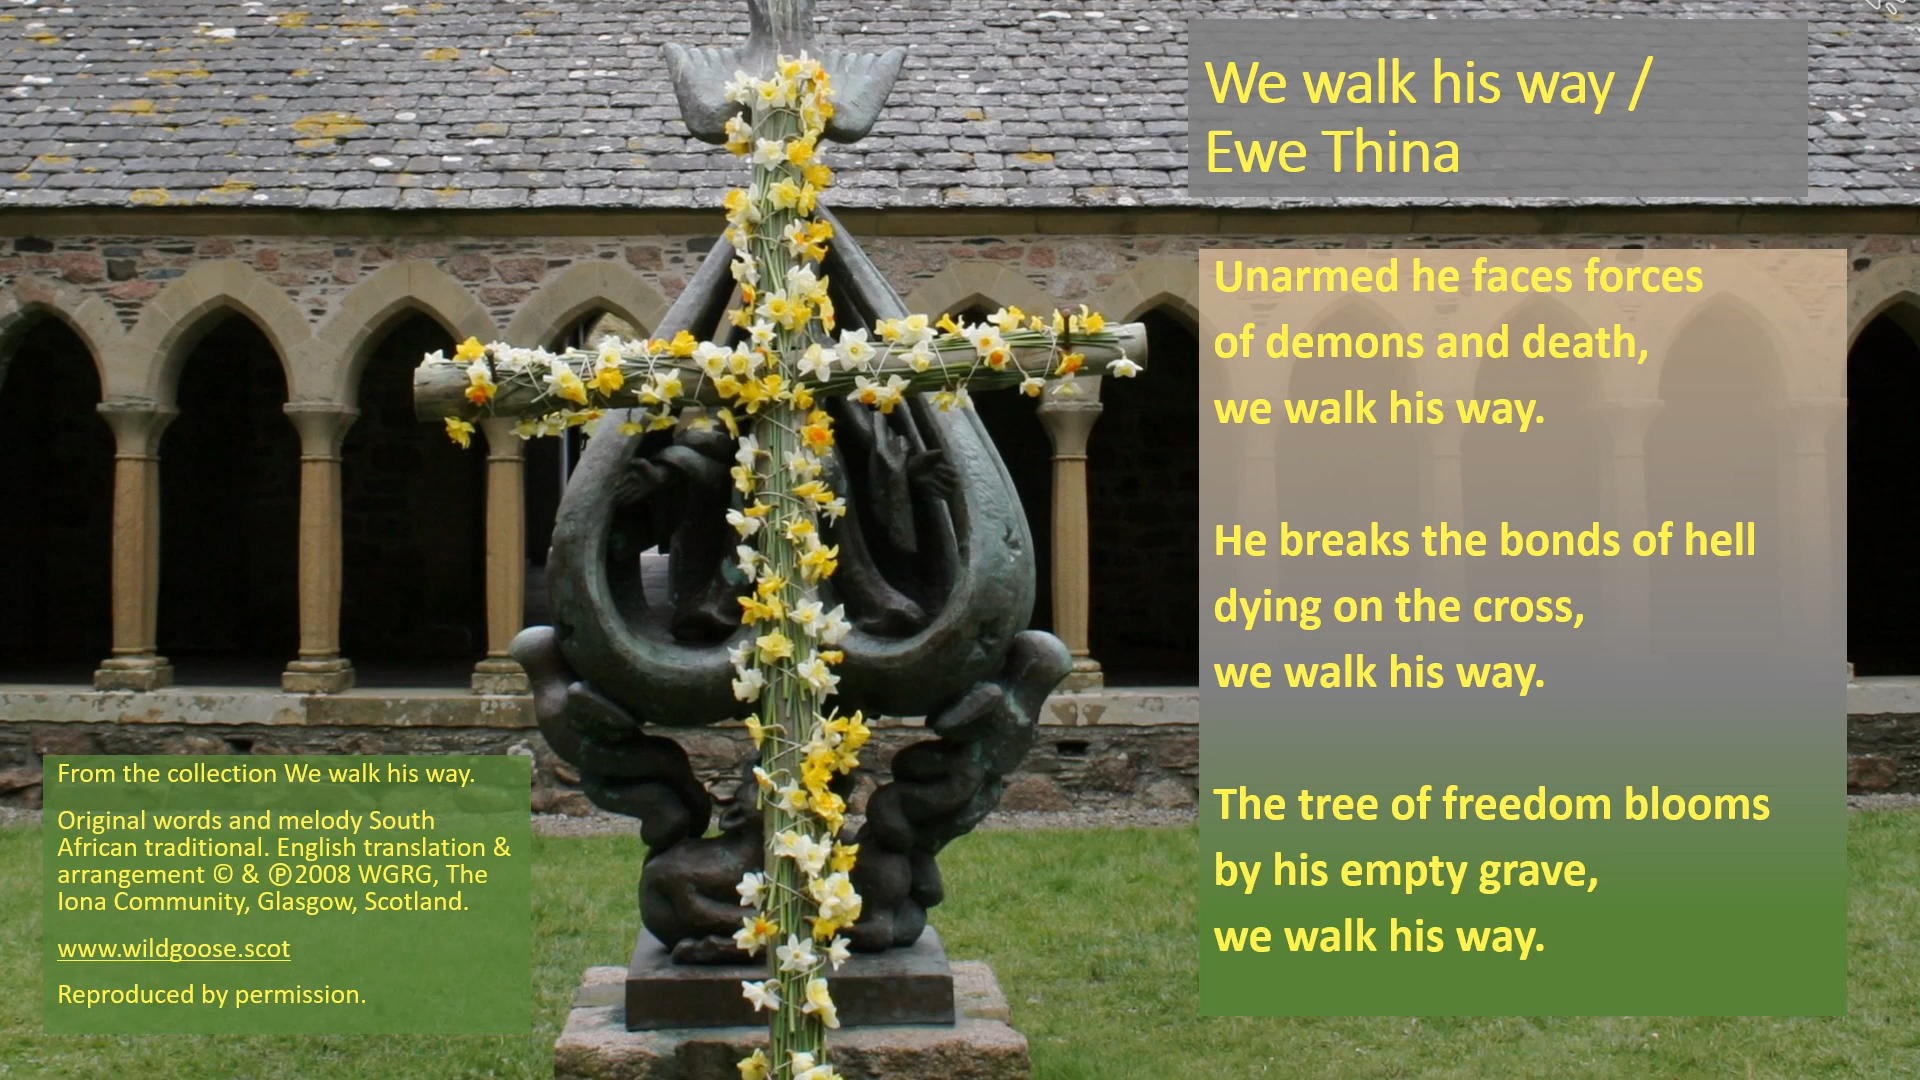 We walk his way /
Ewe Thina
Unarmed he faces forces
of demons and death,
we walk his way.
He breaks the bonds of hell
dying on the cross,
we walk his way.
The tree of freedom blooms
by his empty grave,
we walk his way.
From the collection We walk his way.
Original words and melody South
African traditional. English translation &
arrangement © & ℗2008 WGRG, The
Iona Community, Glasgow, Scotland.
www.wildgoose.scot
Reproduced by permission.